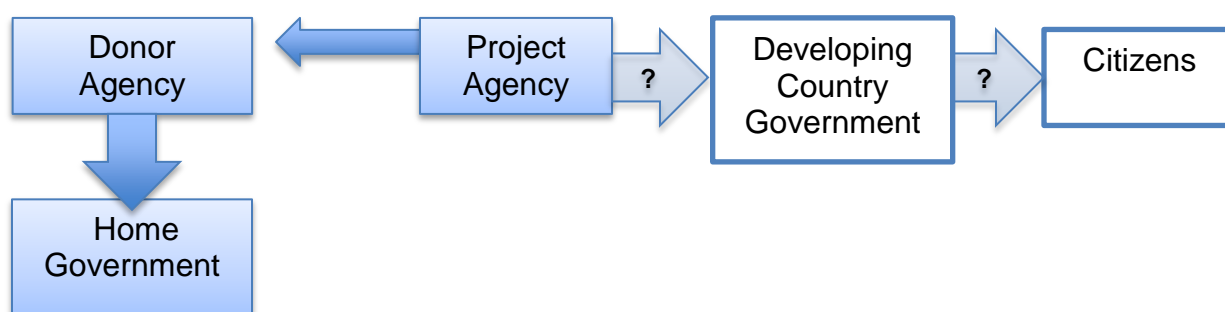 Donor
Agency
Project
Agency
?
Developing
Country
Government
?
Citizens
Home
Government